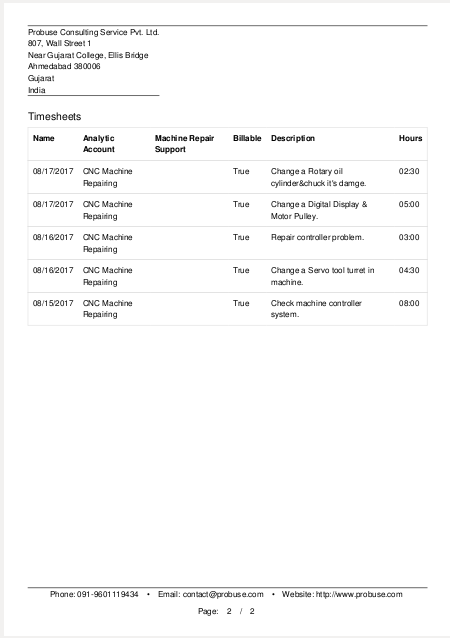 Probuse Consulting Service Pvt. Ltd.
807, Wall Street 1
Near Gujarat College, Ellis Bridge
Ahmedabad 380006
Gujarat
India
Timesheets
Name Analytic Account Machine Repair Support Billable Description Hours
08/17/2017 CNC Machine Repairing True Change a Rotary oil cylinder&chuck it's damge. 02:30
08/17/2017 CNC Machine Repairing True Change a Digital Display & Motor Pulley. 05:00
08/16/2017 CNC Machine Repairing True Repair controller problem. 03:00
08/16/2017 CNC Machine Repairing True Change a Servo tool turret in machine. 04:30
08/15/2017 CNC Machine Repairing True Check machine controller system. 08:00
Phone: 091-9601119434 • Email: contact@probuse.com • Website: http://www.probuse.com
Page: 2 / 2